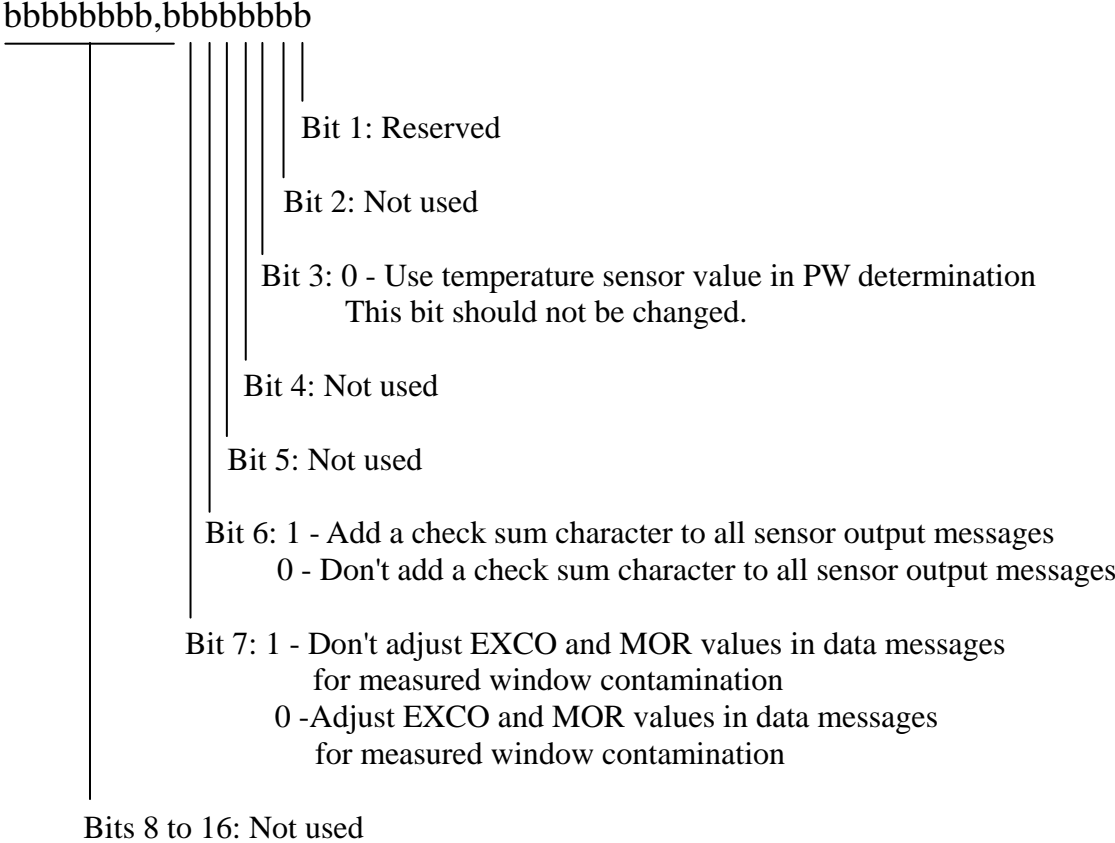 bbbbbbbb,bbbbbbbb
Bit 1: Reserved
Bit 2: Not used
Bit 3: 0 - Use temperature sensor value in PW determination
This bit should not be changed.
Bit 4: Not used
Bit 5: Not used
Bit 6: 1 - Add a check sum character to all sensor output messages
0 - Don't add a check sum character to all sensor output messages
Bit 7: 1 - Don't adjust EXCO and MOR values in data messages
for measured window contamination
0 -Adjust EXCO and MOR values in data messages
for measured window contamination
Bits 8 to 16: Not used